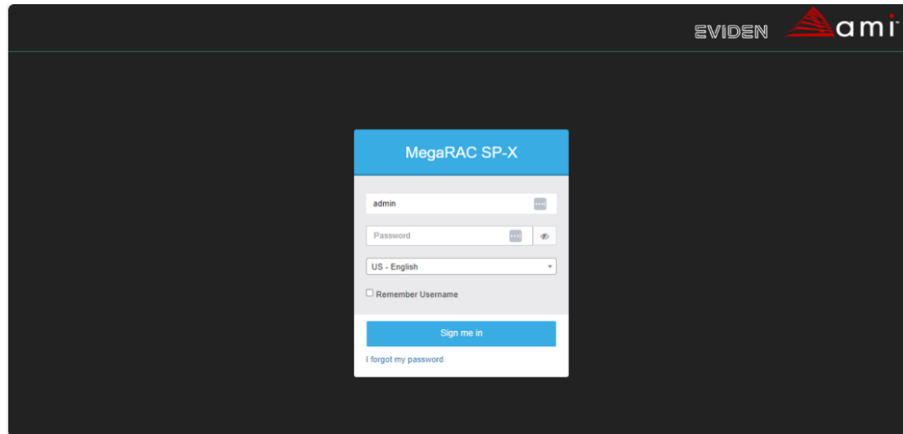 EVIDEN
ami
MegaRAC SP-X
admin
Password
US - English
Remember Username
Sign me in
I forgot my password